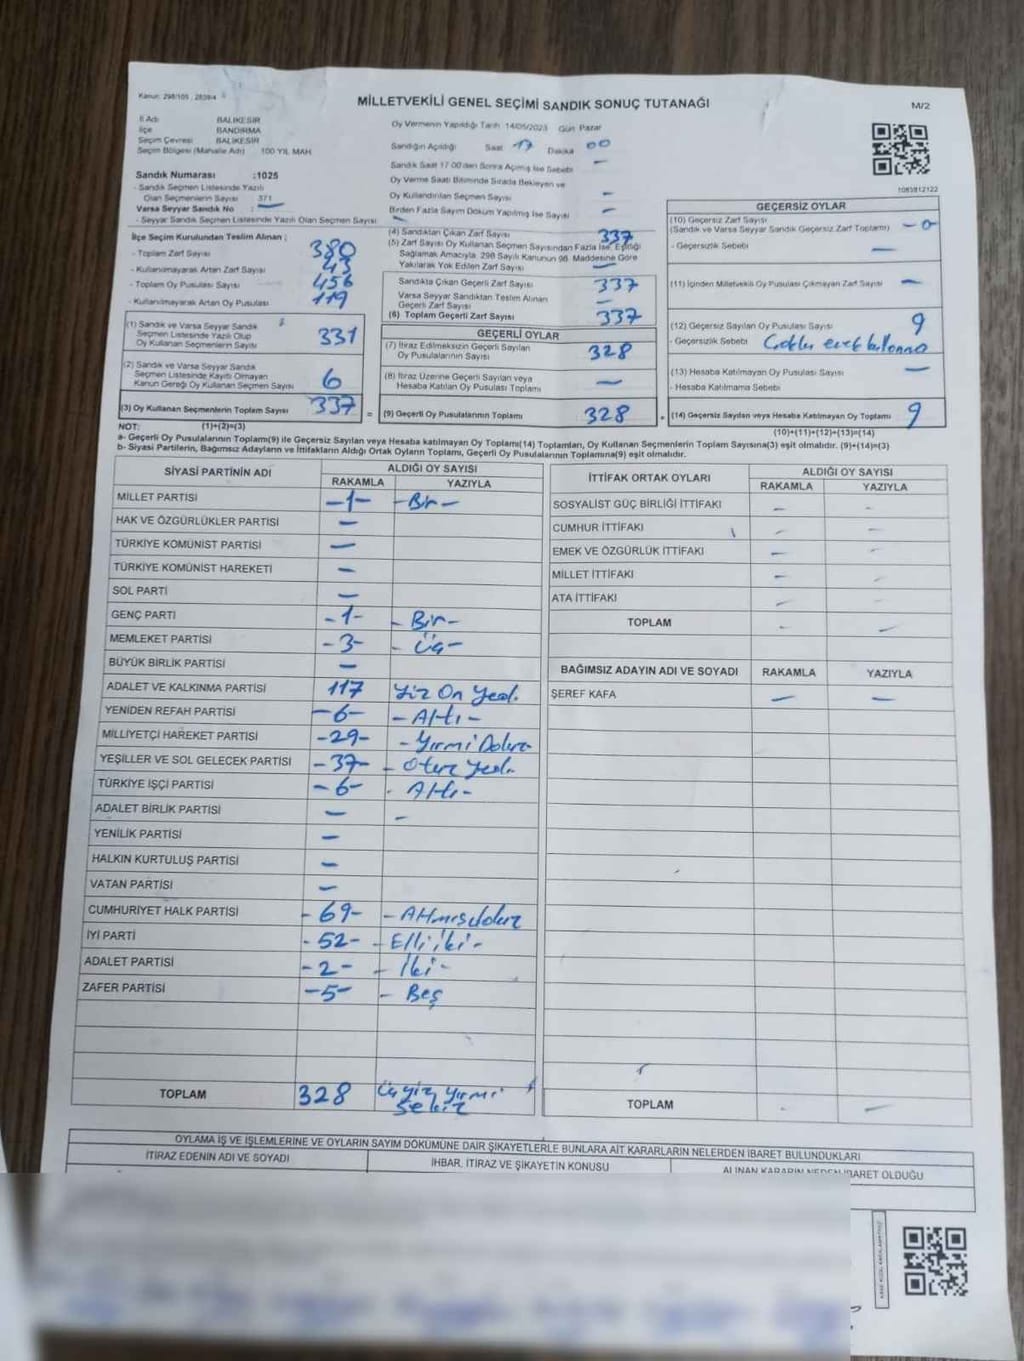 Kanun: 298/105, 2839/4
MİLLETVEKİLİ GENEL SEÇİMİ SANDIK SONUÇ TUTANAĞI
M/2
İl Adı BALIKESİR
İlçe BANDIRMA
Seçim Çevresi BALIKESİR
Seçim Bölgesi (Mahalle Adı) 100 YIL MAH
Sandık Numarası :1025
- Sandık Seçmen Listesinde Yazılı
Olan Seçmenlerin Sayısı 371
Varsa Seyyar Sandık No : —
- Seyyar Sandık Seçmen Listesinde Yazılı Olan Seçmen Sayısı —
Oy Vermenin Yapıldığı Tarih 14/05/2023 Gün Pazar
Sandığın Açıldığı Saat 17 Dakika 00
Sandık Saat 17:00'den Sonra Açılmış İse Sebebi —
Oy Verme Saati Bitiminde Sırada Bekleyen ve
Oy Kullandırılan Seçmen Sayısı —
Birden Fazla Sayım Döküm Yapılmış İse Sayısı —
1083812122
İlçe Seçim Kurulundan Teslim Alınan ;
- Toplam Zarf Sayısı 380
- Kullanılmayarak Artan Zarf Sayısı 43
- Toplam Oy Pusulası Sayısı 456
- Kullanılmayarak Artan Oy Pusulası 119
(1) Sandık ve Varsa Seyyar Sandık
Seçmen Listesinde Yazılı Olup
Oy Kullanan Seçmenlerin Sayısı 331
(2) Sandık ve Varsa Seyyar Sandık
Seçmen Listesinde Kayıtlı Olmayan
Kanun Gereği Oy Kullanan Seçmen Sayısı 6
(3) Oy Kullanan Seçmenlerin Toplam Sayısı 337
(4) Sandıktan Çıkan Zarf Sayısı 337
(5) Zarf Sayısı Oy Kullanan Seçmen Sayısından Fazla İse, Eşitliği
Sağlamak Amacıyla, 298 Sayılı Kanunun 98. Maddesine Göre
Yakılarak Yok Edilen Zarf Sayısı —
Sandıkta Çıkan Geçerli Zarf Sayısı 337
Varsa Seyyar Sandıktan Teslim Alınan
Geçerli Zarf Sayısı —
(6) Toplam Geçerli Zarf Sayısı 337
GEÇERLİ OYLAR
(7) İtiraz Edilmeksizin Geçerli Sayılan
Oy Pusulalarının Sayısı 328
(8) İtiraz Üzerine Geçerli Sayılan veya
Hesaba Katılan Oy Pusulası Toplamı —
= (9) Geçerli Oy Pusulalarının Toplamı 328
GEÇERSİZ OYLAR
(10) Geçersiz Zarf Sayısı
(Sandık ve Varsa Seyyar Sandık Geçersiz Zarf Toplamı) — 0 —
- Geçersizlik Sebebi —
(11) İçinden Milletvekili Oy Pusulası Çıkmayan Zarf Sayısı —
(12) Geçersiz Sayılan Oy Pusulası Sayısı 9
- Geçersizlik Sebebi
(13) Hesaba Katılmayan Oy Pusulası Sayısı —
- Hesaba Katılmama Sebebi
(14) Geçersiz Sayılan veya Hesaba Katılmayan Oy Toplamı 9
NOT: (1)+(2)=(3)
(10)+(11)+(12)+(13)=(14)
a- Geçerli Oy Pusulalarının Toplam(9) ile Geçersiz Sayılan veya Hesaba katılmayan Oy Toplam(14) Toplamları, Oy Kullanan Seçmenlerin Toplam Sayısına(3) eşit olmalıdır. (9)+(14)=(3)
b- Siyasi Partilerin, Bağımsız Adayların ve İttifakların Aldığı Ortak Oyların Toplamı, Geçerli Oy Pusulalarının Toplamına(9) eşit olmalıdır.
SİYASİ PARTİNİN ADI ALDIĞI OY SAYISI
RAKAMLA YAZIYLA
MİLLET PARTİSİ -1- -Bir-
HAK VE ÖZGÜRLÜKLER PARTİSİ —
TÜRKİYE KOMÜNİST PARTİSİ —
TÜRKİYE KOMÜNİST HAREKETİ —
SOL PARTİ —
GENÇ PARTİ -1- - Bir-
MEMLEKET PARTİSİ -3- - Üç-
BÜYÜK BİRLİK PARTİSİ —
ADALET VE KALKINMA PARTİSİ 117 Yüz On Yedi
YENİDEN REFAH PARTİSİ -6- -Altı-
MİLLİYETÇİ HAREKET PARTİSİ -29- -Yirmi Dokuz
YEŞİLLER VE SOL GELECEK PARTİSİ -37- - Otuz Yedi
TÜRKİYE İŞÇİ PARTİSİ -6- - Altı-
ADALET BİRLİK PARTİSİ — -
YENİLİK PARTİSİ —
HALKIN KURTULUŞ PARTİSİ —
VATAN PARTİSİ —
CUMHURİYET HALK PARTİSİ -69- -Altmışdokuz
İYİ PARTİ -52- - Elli iki-
ADALET PARTİSİ -2- - İki-
ZAFER PARTİSİ -5- - Beş
TOPLAM 328 Üçyüz Yirmi
Sekiz
İTTİFAK ORTAK OYLARI ALDIĞI OY SAYISI
RAKAMLA YAZIYLA
SOSYALİST GÜÇ BİRLİĞİ İTTİFAKI — —
CUMHUR İTTİFAKI — —
EMEK VE ÖZGÜRLÜK İTTİFAKI — —
MİLLET İTTİFAKI — —
ATA İTTİFAKI — —
TOPLAM — —
BAĞIMSIZ ADAYIN ADI VE SOYADI RAKAMLA YAZIYLA
ŞEREF KAFA — —
TOPLAM - —
OYLAMA İŞ VE İŞLEMLERİNE VE OYLARIN SAYIM DÖKÜMÜNE DAİR ŞİKAYETLERLE BUNLARA AİT KARARLARIN NELERDEN İBARET BULUNDUKLARI
İTİRAZ EDENİN ADI VE SOYADI İHBAR, İTİRAZ VE ŞİKAYETİN KONUSU ALINAN KARARIN NEDEN İBARET OLDUĞU